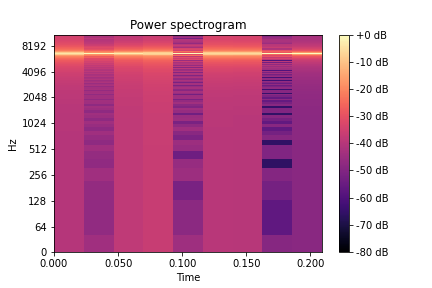 Power spectrogram
8192
4096
2048
1024
512
256
128
64
0
Hz
0.000 0.050 0.100 0.150 0.200
Time
+0 dB
-10 dB
-20 dB
-30 dB
-40 dB
-50 dB
-60 dB
-70 dB
-80 dB